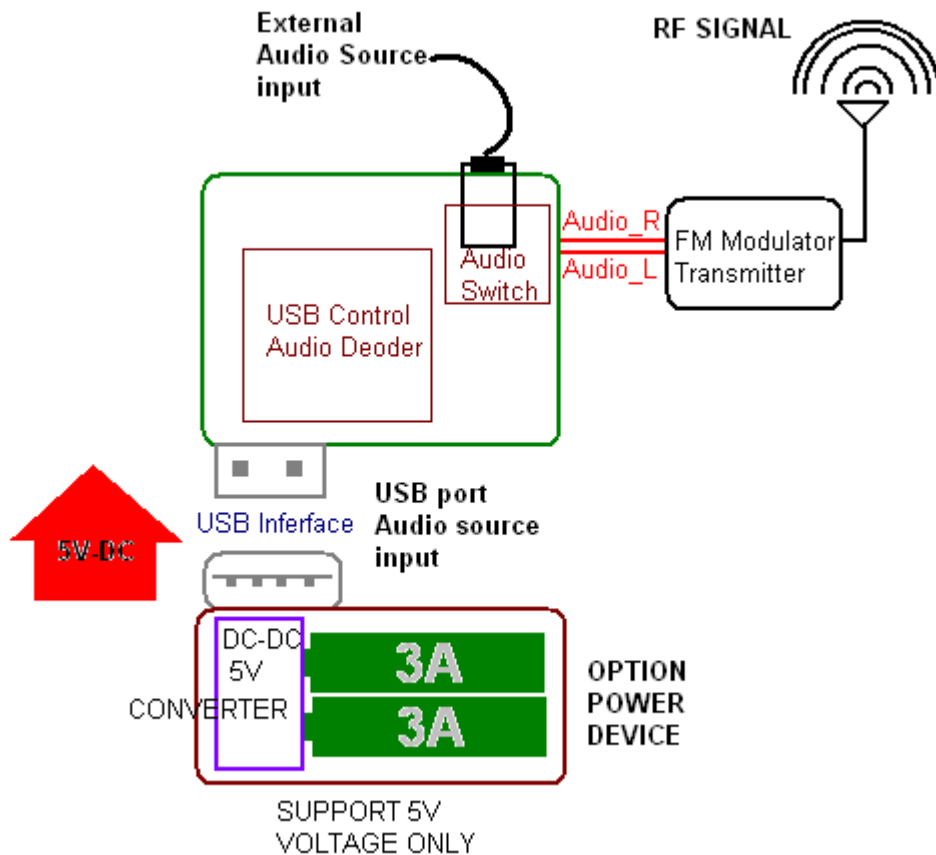 External
Audio Source
input
RF SIGNAL
Audio_R
Audio_L
FM Modulator
Transmitter
Audio
Switch
USB Control
Audio Deoder
USB Inferface
USB port
Audio source
input
5V-DC
DC-DC
5V
CONVERTER
3A
3A
OPTION
POWER
DEVICE
SUPPORT 5V
VOLTAGE ONLY